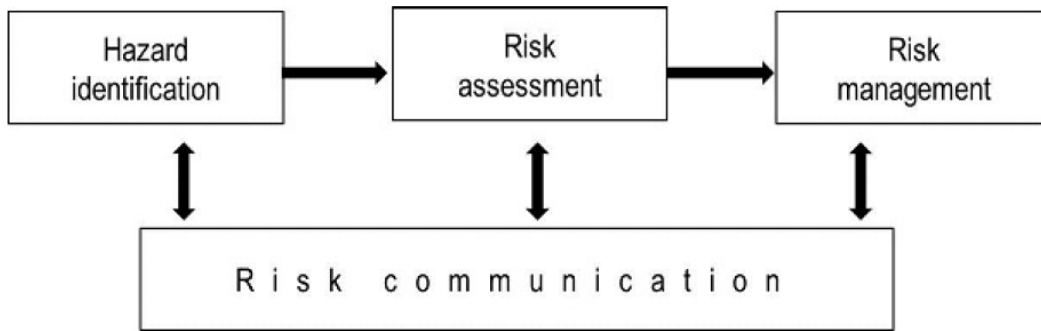 Hazard
identification
Risk
assessment
Risk
management
Risk communication